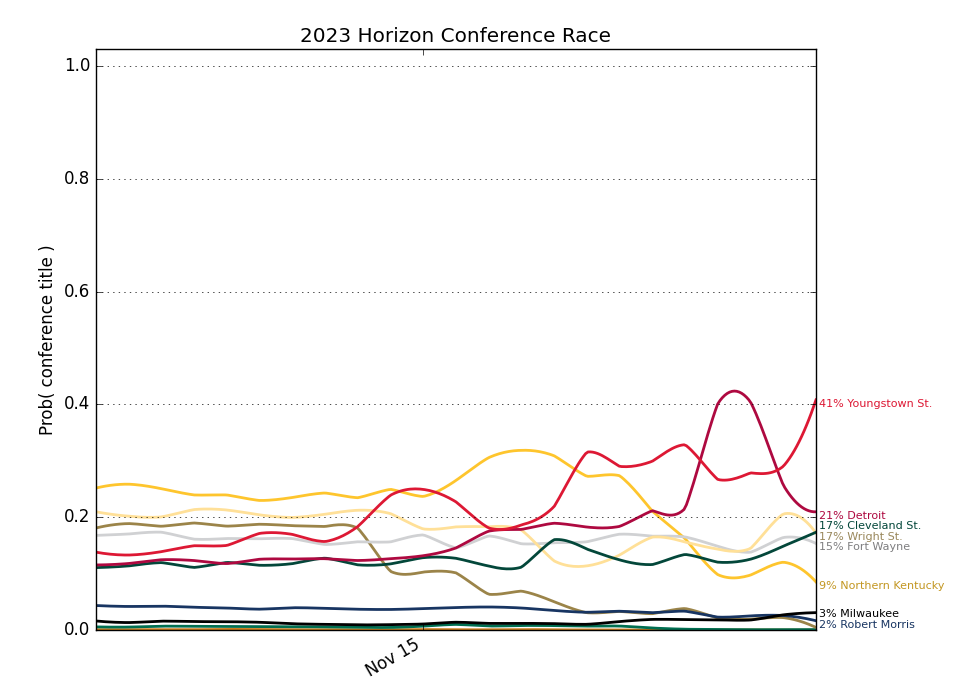 2023 Horizon Conference Race
Prob( conference title )
1.0
0.8
0.6
0.4
0.2
0.0
Nov 15
41% Youngstown St.
21% Detroit
17% Cleveland St.
17% Wright St.
15% Fort Wayne
9% Northern Kentucky
3% Milwaukee
2% Robert Morris